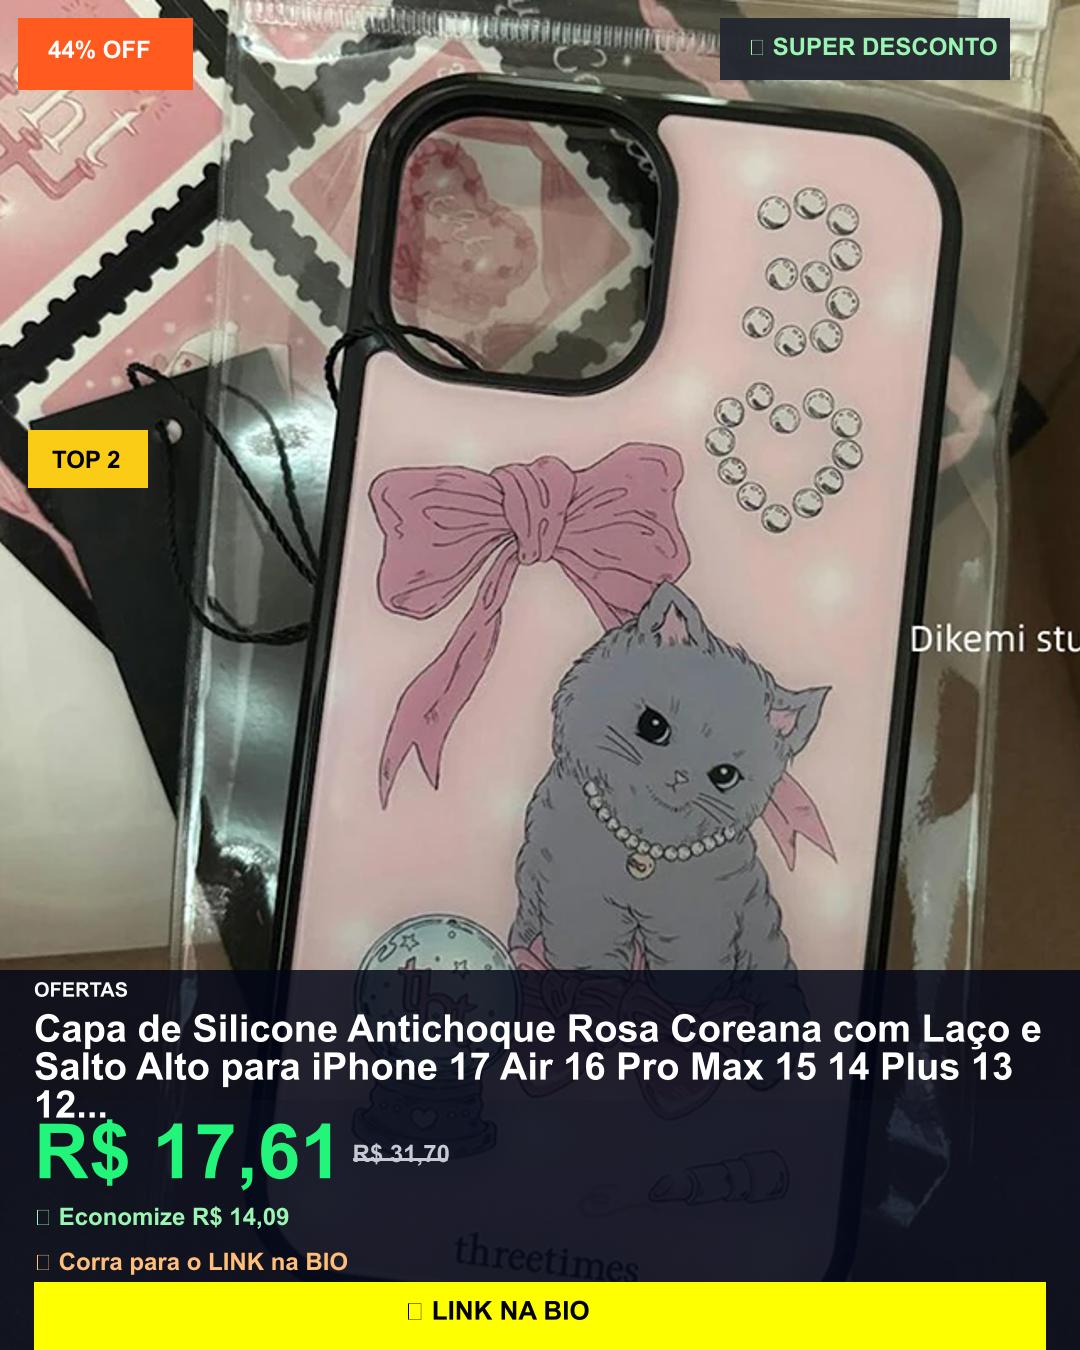 44% OFF
SUPER DESCONTO
TOP 2
Dikemi stu
OFERTAS
Capa de Silicone Antichoque Rosa Coreana com Laço e
Salto Alto para iPhone 17 Air 16 Pro Max 15 14 Plus 13
12...
R$ 17,61 R$ 31,70
Economize R$ 14,09
Corra para o LINK na BIO
threetimes
LINK NA BIO